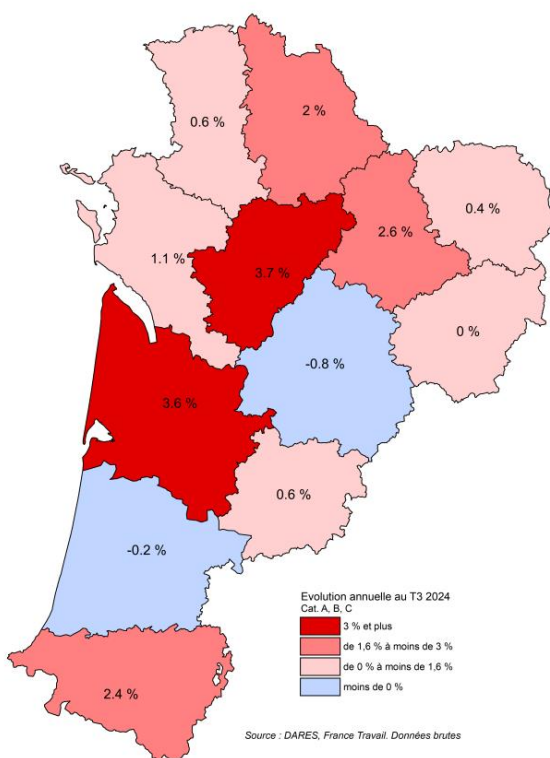 0.6 %
2 %
0.4 %
2.6 %
1.1 %
3.7 %
0 %
-0.8 %
3.6 %
0.6 %
-0.2 %
2.4 %
Evolution annuelle au T3 2024
Cat. A, B, C
3 % et plus
de 1,6 % à moins de 3 %
de 0 % à moins de 1,6 %
moins de 0 %
Source : DARES, France Travail. Données brutes